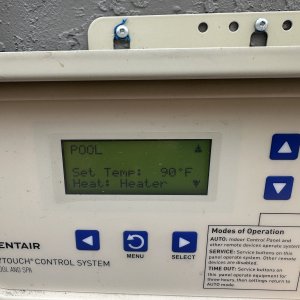 POOL
Set Temp: 90°F
Heat: Heater
ENTAIR
TOUCH® CONTROL SYSTEM
POOL AND SPA
MENU
SELECT
Modes of Operation
AUTO: Indoor Control Panel and
other remote devices operate system
SERVICE: Service buttons on this
panel operate system. Other remote
devices are disabled.
TIME OUT: Service buttons on
this panel operate equipment for
three hours, then settings return to
AUTO mode.